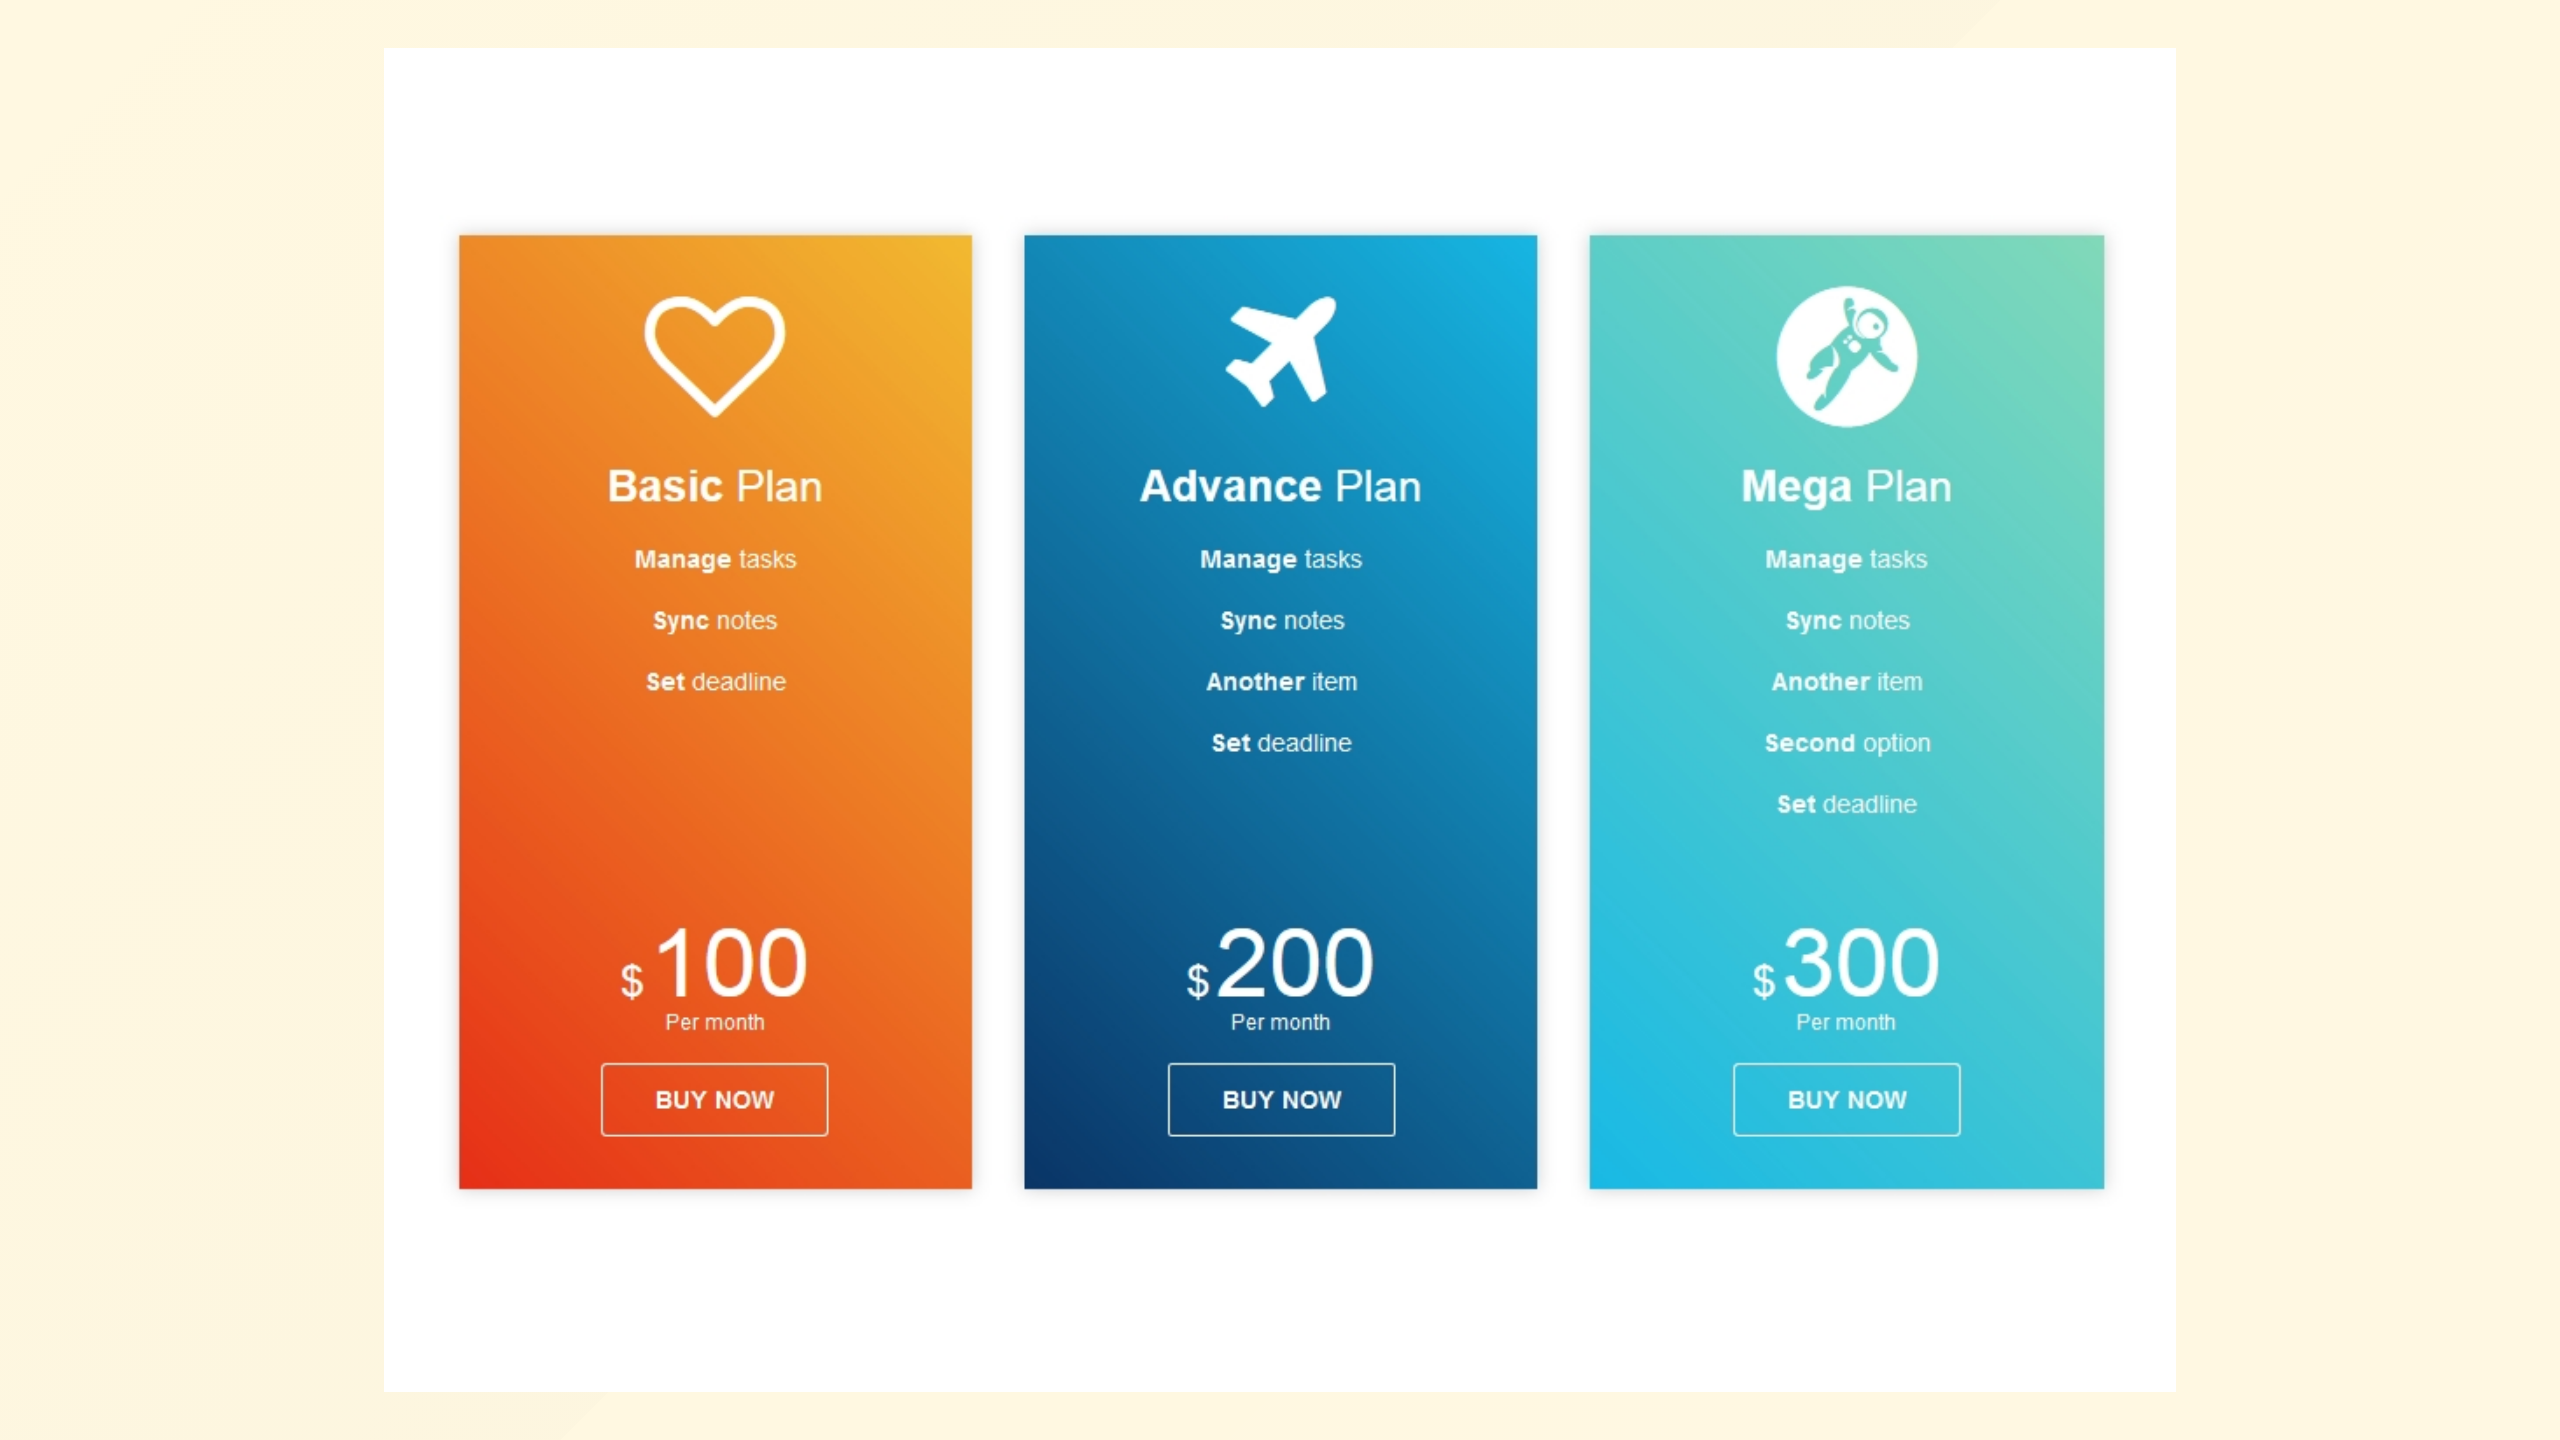 Basic Plan
Manage tasks
Sync notes
Set deadline
$100
Per month
BUY NOW
Advance Plan
Manage tasks
Sync notes
Another item
Set deadline
$200
Per month
BUY NOW
Mega Plan
Manage tasks
Sync notes
Another item
Second option
Set deadline
$300
Per month
BUY NOW